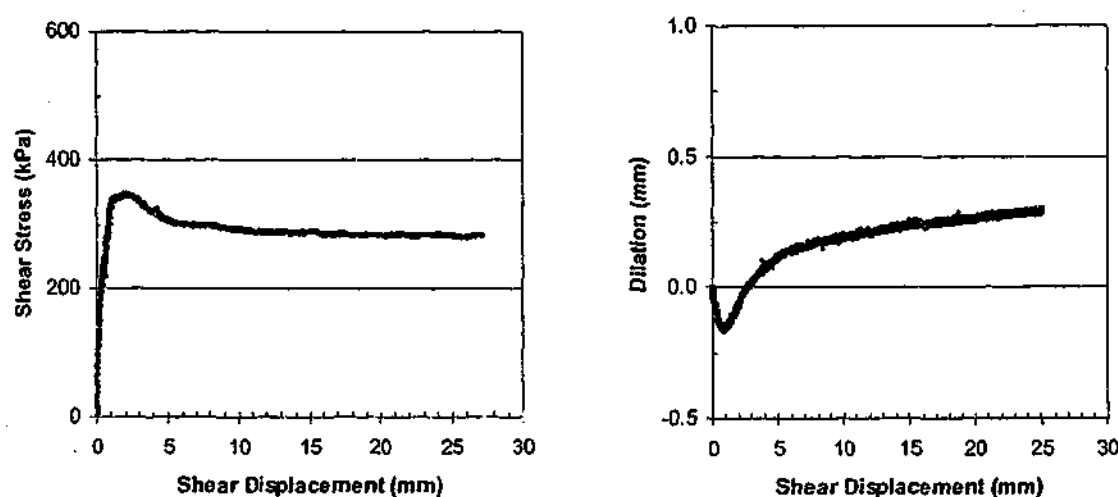 Shear Stress (kPa)
600
400
200
0
0 5 10 15 20 25 30
Shear Displacement (mm)
Dilation (mm)
1.0
0.5
0.0
-0.5
0 5 10 15 20 25 30
Shear Displacement (mm)